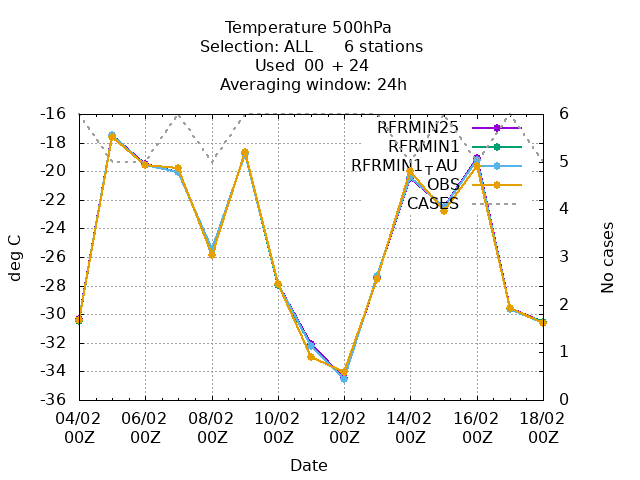 Temperature 500hPa
Selection: ALL 6 stations
Used 00 + 24
Averaging window: 24h
-16
-18
-20
-22
-24
-26
-28
-30
-32
-34
-36
deg C
RFRMIN25
RFRMIN1
RFRMIN1_AU
OBS
CASES
6
5
4
3
2
1
0
No cases
04/02 06/02 08/02 10/02 12/02 14/02 16/02 18/02
00Z 00Z 00Z 00Z 00Z 00Z 00Z 00Z
Date